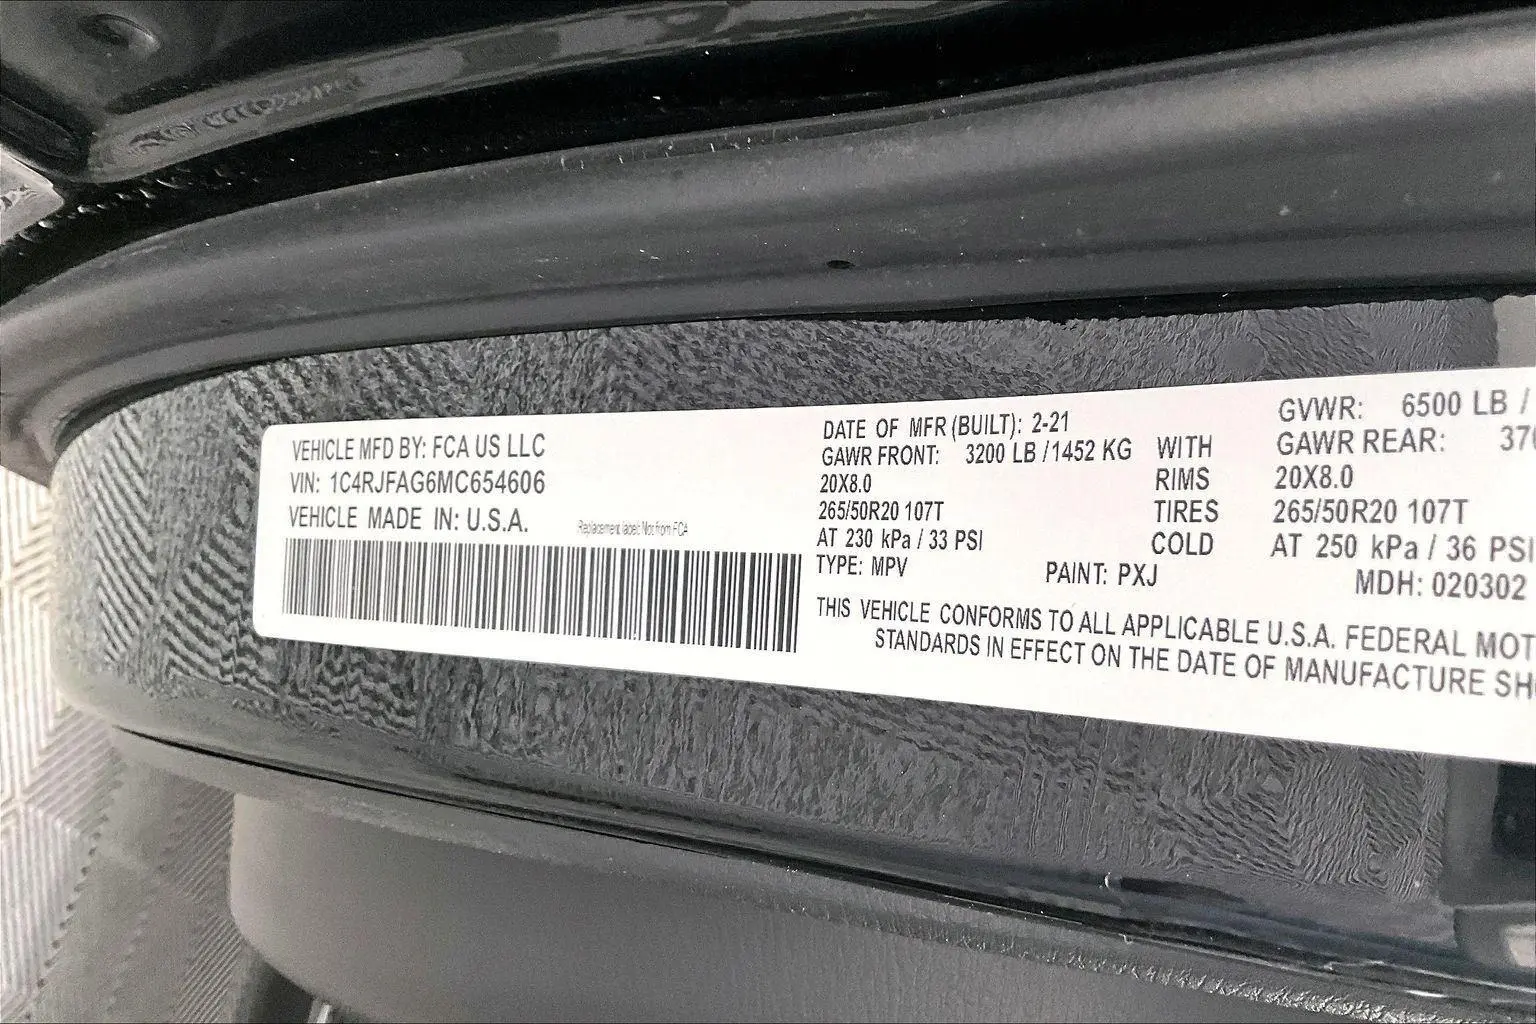 VEHICLE MFD BY: FCA US LLC
VIN: 1C4RJFAG6MC654606
VEHICLE MADE IN: U.S.A.
Replacement label: Not from FCA
DATE OF MFR (BUILT): 2-21
GAWR FRONT: 3200 LB /1452 KG
20X8.0
265/50R20 107T
AT 230 kPa / 33 PSI
TYPE: MPV
PAINT: PXJ
WITH
RIMS
TIRES
COLD
GVWR: 6500 LB /
GAWR REAR: 370
20X8.0
265/50R20 107T
AT 250 kPa / 36 PSI
MDH: 020302
THIS VEHICLE CONFORMS TO ALL APPLICABLE U.S.A. FEDERAL MOT
STANDARDS IN EFFECT ON THE DATE OF MANUFACTURE SH